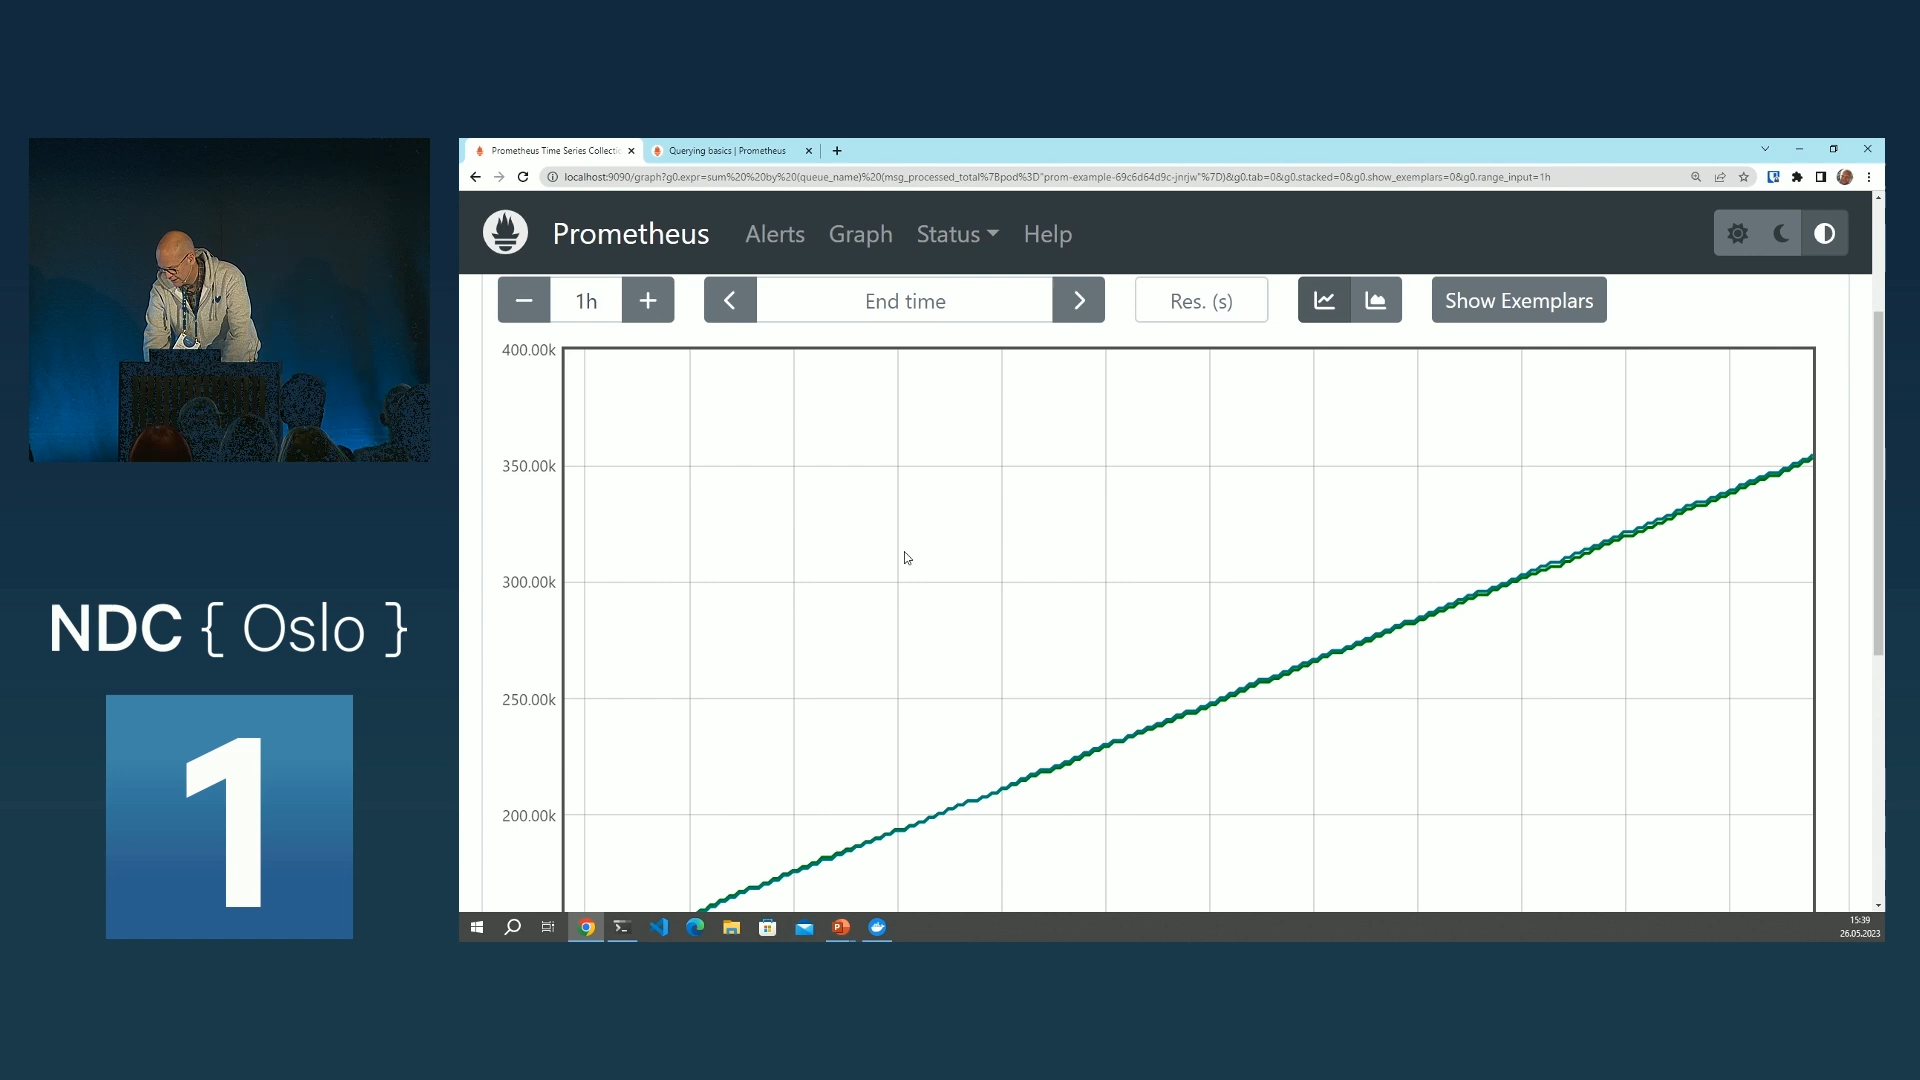 Prometheus Time Series Collectio
Querying basics | Prometheus
localhost:9090/graph?g0.expr=sum%20%20by%20(queue_name)%20(msg_processed_total%7Bpod%3D"prom-example-69c6d64d9c-jnrjw"%7D)&g0.tab=0&g0.stacked=0&g0.show_exemplars=0&g0.range_input=1h
Prometheus Alerts Graph Status Help
1h End time Res. (s) Show Exemplars
400.00k
350.00k
300.00k
250.00k
200.00k
15:39
26.05.2023
NDC { Oslo }
1